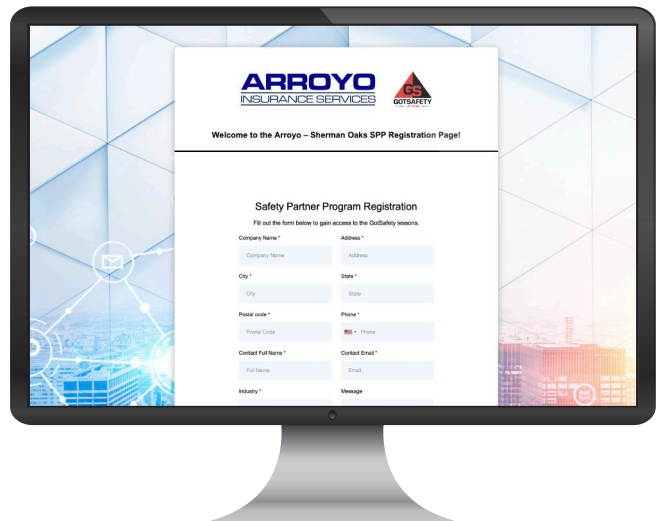 ARROYO
INSURANCE SERVICES
GS
GOTSAFETY
Welcome to the Arroyo – Sherman Oaks SPP Registration Page!
Safety Partner Program Registration
Fill out the form below to gain access to the GotSafety lessons.
Company Name * Address *
Company Name Address
City * State *
City State
Postal code * Phone *
Postal Code Phone
Contact Full Name * Contact Email *
Full Name Email
Industry * Message